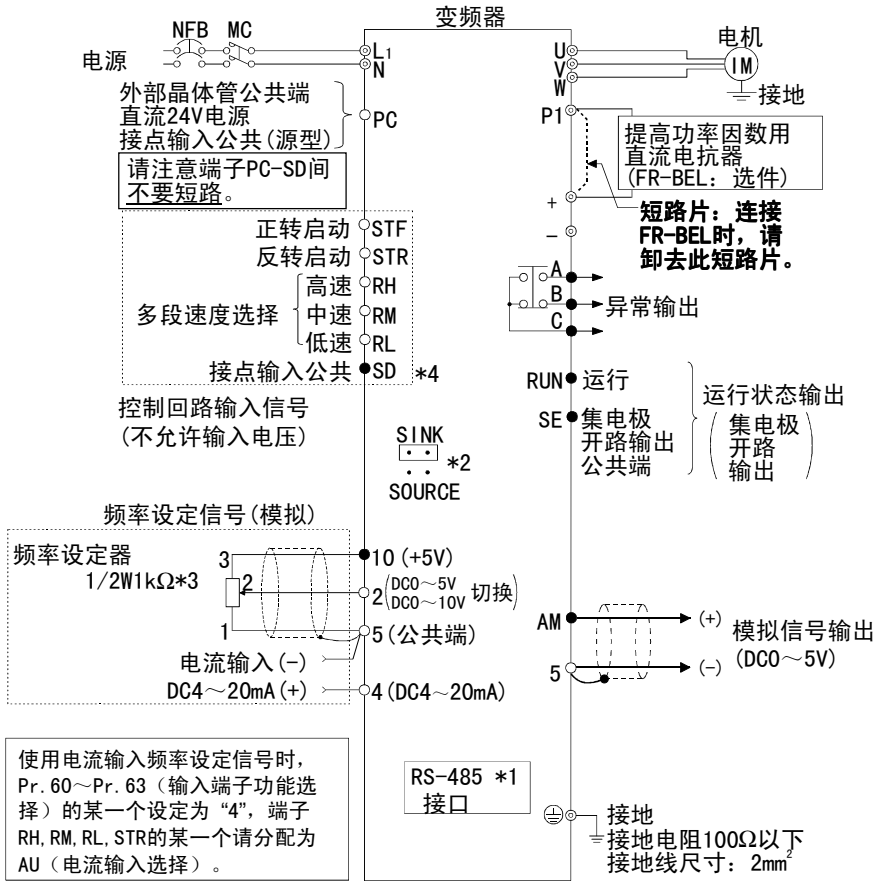 变频器
NFB MC
电源
L1
N
外部晶体管公共端
直流24V电源
接点输入公共(源型)
PC
请注意端子PC-SD间
不要短路。
正转启动 STF
反转启动 STR
多段速度选择
高速 RH
中速 RM
低速 RL
接点输入公共 SD *4
控制回路输入信号
(不允许输入电压)
SINK
*2
SOURCE
频率设定信号(模拟)
频率设定器
1/2W1kΩ*3
3
2
1
10(+5V)
2(DC0～5V
DC0～10V 切换)
5(公共端)
电流输入(-)
DC4～20mA(+)
4(DC4～20mA)
使用电流输入频率设定信号时，
Pr.60～Pr.63（输入端子功能选
择）的某一个设定为“4”，端子
RH,RM,RL,STR的某一个请分配为
AU（电流输入选择）。
RS-485 *1
接口
U
V
W
电机
IM
接地
P1
提高功率因数用
直流电抗器
(FR-BEL：选件)
+
短路片：连接
FR-BEL时，请
卸去此短路片。
−
A
B
C
异常输出
RUN 运行
SE 集电极
开路输出
公共端
运行状态输出
(集电极
开路
输出)
AM
(+)
5
(-)
模拟信号输出
(DC0～5V)
接地
接地电阻100Ω以下
接地线尺寸：2mm²